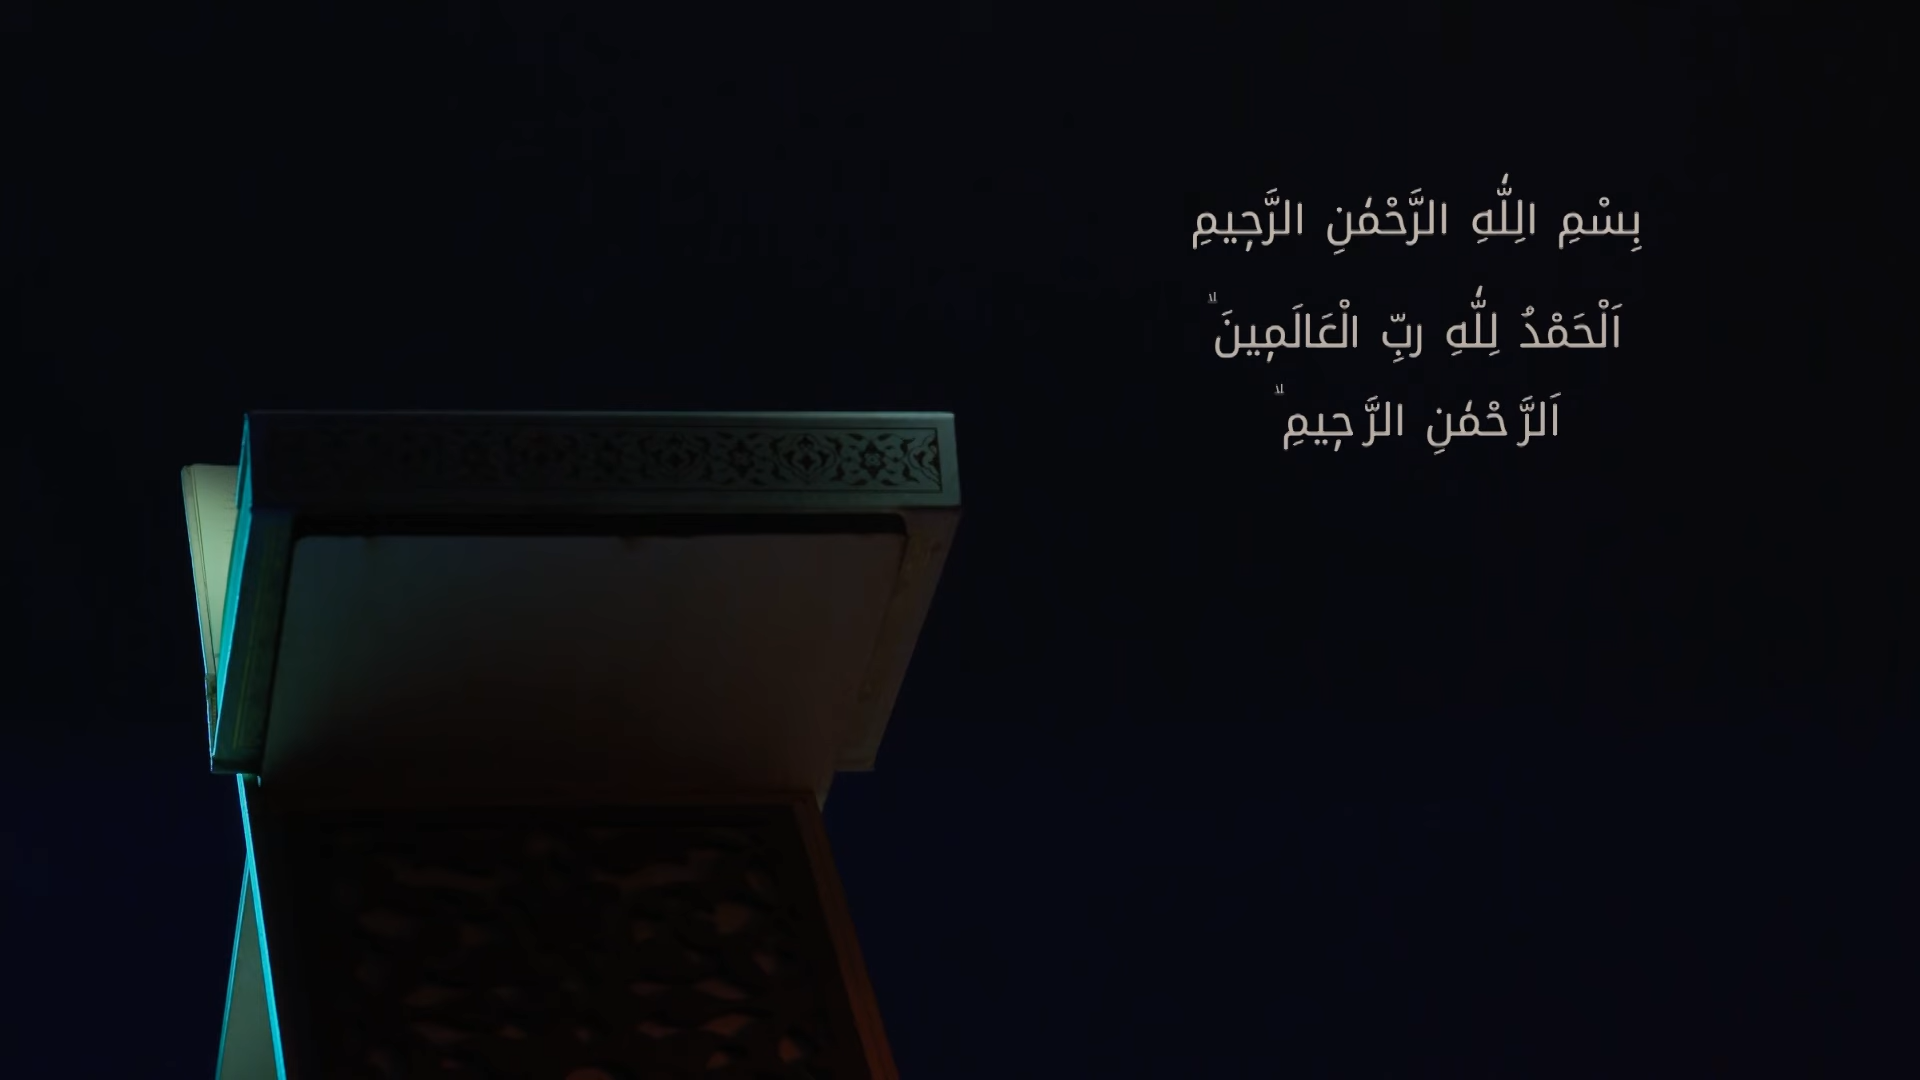 بِسْمِ اللِّٰهِ الرَّحْمٰنِ الرَّح۪يمِ
اَلْحَمْدُ لِلّٰهِ ربِّ الْعَالَم۪ينَۙ
اَلرَّحْمٰنِ الرَّح۪يمِۙ